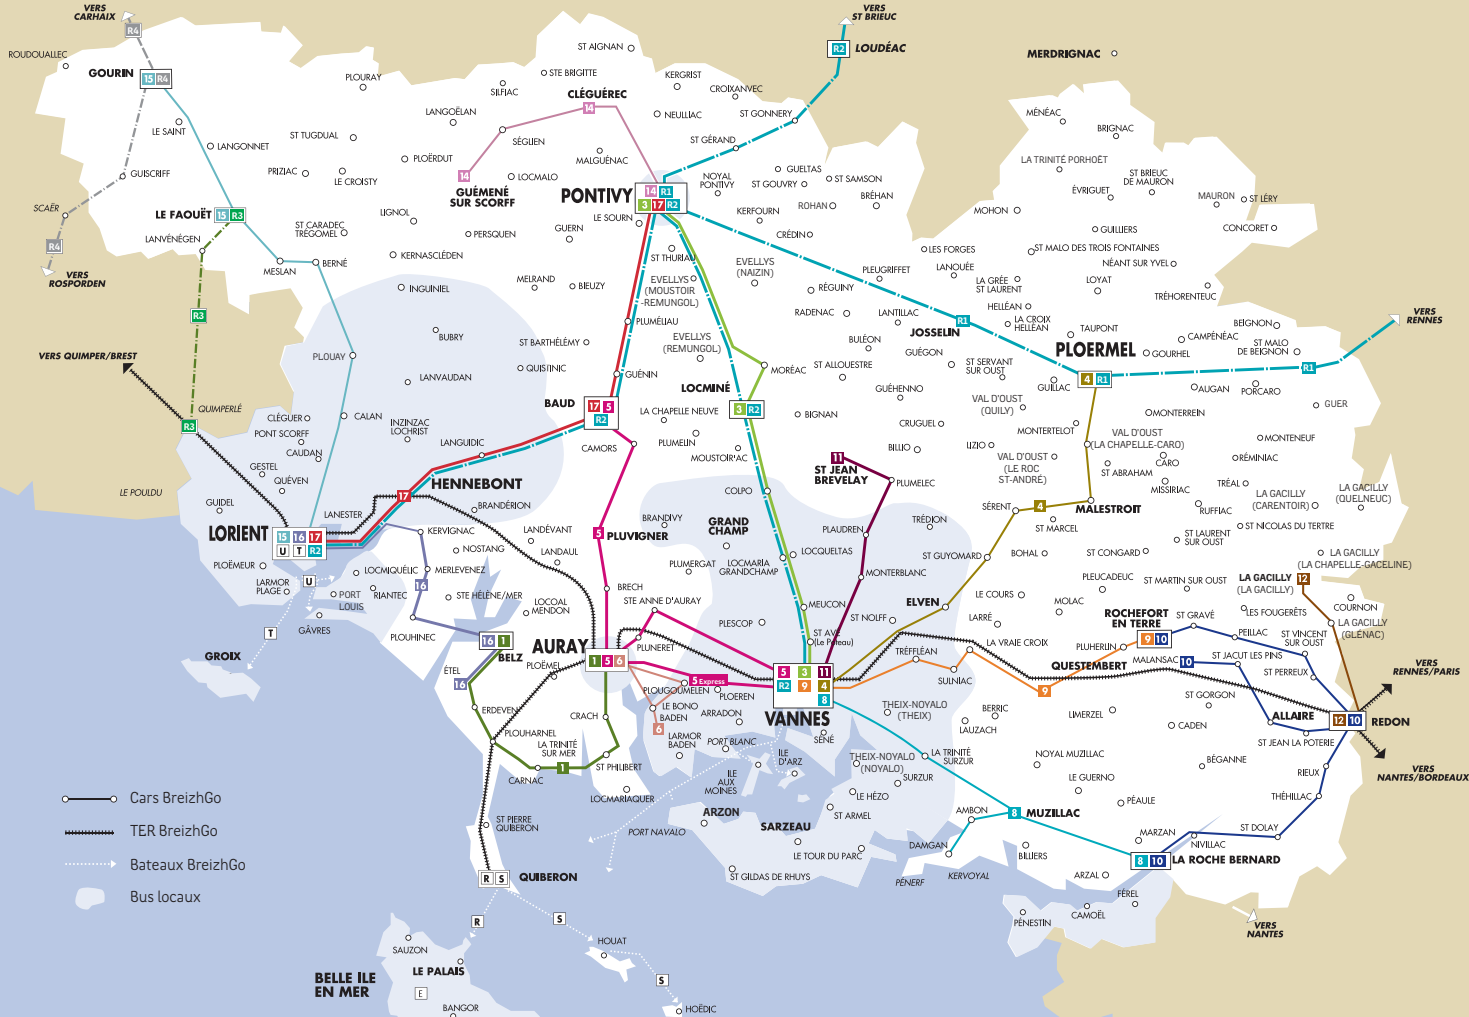 VERS
CARHAIX
R4
ROUDOUALLEC
GOURIN
15 R4
PLOURAY
LE SAINT
LANGONNET
ST TUGDUAL
PRIZIAC
LE CROISTY
PLOËRDUT
LANGOËLAN
SILFIAC
STE BRIGITTE
ST AIGNAN
CLÉGUÉREC
14
SÉGLIEN
KERGRIST
NEULLIAC
CROIXANVEC
ST GONNERY
ST GÉRAND
VERS
ST BRIEUC
R2
LOUDÉAC
MERDRIGNAC
MÉNÉAC
BRIGNAC
LA TRINITÉ PORHOËT
ST BRIEUC
DE MAURON
ÉVRIGUET
MAURON
ST LÉRY
CONCORET
GUILLIERS
MOHON
ST MALO DES TROIS FONTAINES
NÉANT SUR YVEL
TRÉHORENTEUC
LOYAT
GUISCRIFF
SCAËR
R4
VERS
ROSPORDEN
LE FAOUËT
15 R3
LANVÉNÉGEN
MESLAN
BERNÉ
ST CARADEC
TRÉGOMEL
LIGNOL
KERNASCLÉDEN
PERSQUEN
LOCMALO
14
GUÉMENÉ
SUR SCORFF
MALGUÉNAC
PONTIVY
14 R1
3 17 R2
LE SOURN
GUERN
NOYAL
PONTIVY
GUELTAS
ST GOUVRY
ST SAMSON
ROHAN
BRÉHAN
KERFOURN
CRÉDIN
ST THURIAU
EVELLYS
(NAIZIN)
EVELLYS
(MOUSTOIR
-REMUNGOL)
EVELLYS
(REMUNGOL)
LES FORGES
LANOUÉE
PLEUGRIFFET
RÉGUINY
RADENAC
LANTILLAC
LA GRÉE
ST LAURENT
HELLÉAN
LA CROIX
HELLÉAN
JOSSELIN
R1
TAUPONT
PLOERMEL
4 R1
GOURHEL
CAMPÉNÉAC
BEIGNON
ST MALO
DE BEIGNON
R1
VERS
RENNES
AUGAN
PORCARO
GUER
R3
VERS QUIMPER/BREST
QUIMPERLÉ
R3
INGUINIEL
BUBRY
MELRAND
BIEUZY
PLUMÉLIAU
ST BARTHÉLÉMY
QUISTINIC
GUÉNIN
PLOUAY
LANVAUDAN
CALAN
INZINZAC
LOCHRIST
CLÉGUER
PONT SCORFF
CAUDAN
GESTEL
QUÉVEN
GUIDEL
LE POULDU
LANGUIDIC
BAUD
17 5
R2
LA CHAPELLE NEUVE
PLUMELIN
MOUSTOIR'AC
CAMORS
LOCMINÉ
3 R2
MORÉAC
BULÉON
ST ALLOUESTRE
GUÉHENNO
GUÉGON
ST SERVANT
SUR OUST
GUILLAC
VAL D'OUST
(QUILY)
BIGNAN
CRUGUEL
BILLIO
LIZIO
MONTERTELOT
VAL D'OUST
(LE ROC
ST-ANDRÉ)
MONTERREIN
VAL D'OUST
(LA CHAPELLE-CARO)
ST ABRAHAM
CARO
MISSIRIAC
MONTENEUF
RÉMINIAC
TRÉAL
RUFFIAC
LA GACILLY
(CARENTOIR)
LA GACILLY
(QUELNEUC)
ST NICOLAS DU TERTRE
ST LAURENT
SUR OUST
HENNEBONT
17
BRANDÉRION
LANESTER
LORIENT
15 16 17
U T R2
KERVIGNAC
NOSTANG
LANDÉVANT
LANDAUL
5
PLUVIGNER
BRANDIVY
GRAND
CHAMP
COLPO
11
ST JEAN
BREVELAY
PLUMELEC
PLAUDREN
TRÉDION
SÉRENT
4
ST MARCEL
MALESTROIT
ST GUYOMARD
BOHAL
ST CONGARD
PLEUCADEUC
ST MARTIN SUR OUST
LA GACILLY
12
LA GACILLY
(LA CHAPELLE-GACELINE)
LES FOUGERÊTS
COURNON
LA GACILLY
(GLÉNAC)
PLOËMEUR
LARMOR
PLAGE
U
PORT
LOUIS
LOCMIQUÉLIC
RIANTEC
MERLEVENEZ
16
STE HÉLÈNE/MER
LOCOAL
MENDON
PLOUHINEC
GÂVRES
T
GROIX
BRECH
PLUMERGAT
LOCMARIA
GRANDCHAMP
LOCQUELTAS
STE ANNE D'AURAY
MEUCON
MONTERBLANC
ELVEN
LE COURS
LARRÉ
MOLAC
PLESCOP
ST NOLFF
ST AVÉ
(Le Poteau)
LA VRAIE CROIX
ROCHEFORT
EN TERRE
9 10
ST GRAVÉ
PEILLAC
ST VINCENT
SUR OUST
ST JACUT LES PINS
ST PERREUX
PLUHERLIN
MALANSAC
10
QUESTEMBERT
TRÉFFLÉAN
SULNIAC
9
16 1
BELZ
ÉTEL
16
PLOËMEL
AURAY
1 5 6
PLUNERET
5 Express
PLOUGOUMELEN
PLOEREN
LE BONO
BADEN
6
ARRADON
LARMOR
BADEN
PORT BLANC
5 3 11
R2 9 4
8
VANNES
SÉNÉ
THEIX-NOYALO
(THEIX)
THEIX-NOYALO
(NOYALO)
LAUZACH
BERRIC
LIMERZEL
ST GORGON
CADEN
ALLAIRE
ST JEAN LA POTERIE
12 10
REDON
VERS
RENNES/PARIS
VERS
NANTES/BORDEAUX
ERDEVEN
PLOUHARNEL
CRACH
LA TRINITÉ
SUR MER
CARNAC
1
ST PHILIBERT
LOCMARIAQUER
ILE
AUX
MOINES
ILE
D'ARZ
ARZON
SARZEAU
PORT NAVALO
LE HÉZO
SURZUR
ST ARMEL
LA TRINITÉ
SURZUR
NOYAL MUZILLAC
LE GUERNO
PÉAULE
BÉGANNE
RIEUX
THÉHILLAC
ST DOLAY
NIVILLAC
MARZAN
AMBON
8
MUZILLAC
DAMGAN
BILLIERS
8 10
LA ROCHE BERNARD
ARZAL
FÉREL
CAMOËL
PÉNESTIN
PÉNERF
KERVOYAL
LE TOUR DU PARC
ST GILDAS DE RHUYS
VERS
NANTES
ST PIERRE
QUIBERON
R S
QUIBERON
R
S
HOUAT
S
HOËDIC
SAUZON
LE PALAIS
E
BANGOR
BELLE ILE
EN MER
Cars BreizhGo
TER BreizhGo
Bateaux BreizhGo
Bus locaux